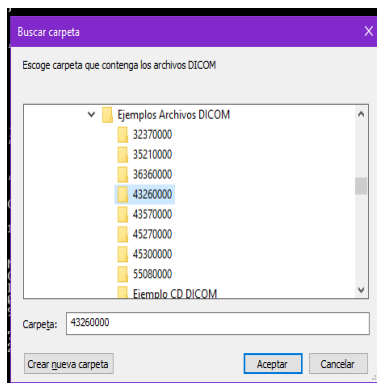 Buscar carpeta
X
Escoge carpeta que contenga los archivos DICOM
Ejemplos Archivos DICOM
32370000
35210000
36360000
43260000
43570000
45270000
45300000
55080000
Ejemplo CD DICOM
Carpeta: 43260000
Crear nueva carpeta Aceptar Cancelar